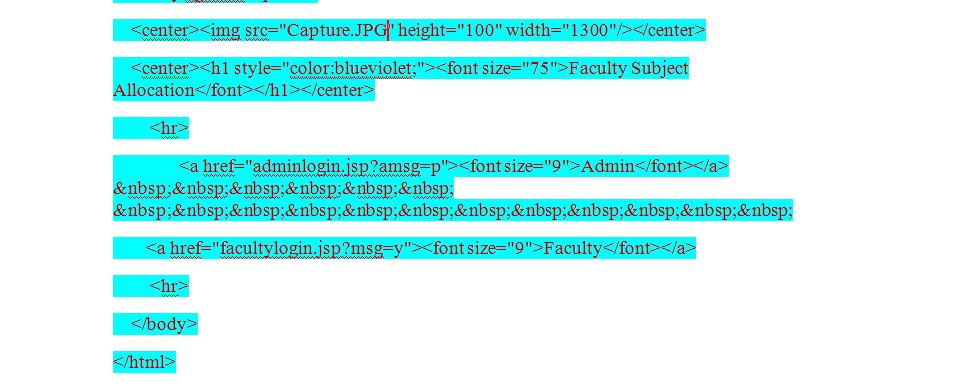 <center><img src="Capture.JPG" height="100" width="1300"/></center>
<center><h1 style="color:blueviolet;"><font size="75">Faculty Subject
Allocation</font></h1></center>
<hr>
<a href="adminlogin.jsp?amsg=p"><font size="9">Admin</font></a>
&nbsp;&nbsp;&nbsp;&nbsp;&nbsp;&nbsp;
&nbsp;&nbsp;&nbsp;&nbsp;&nbsp;&nbsp;&nbsp;&nbsp;&nbsp;&nbsp;&nbsp;&nbsp;
<a href="facultylogin.jsp?msg=y"><font size="9">Faculty</font></a>
<hr>
</body>
</html>